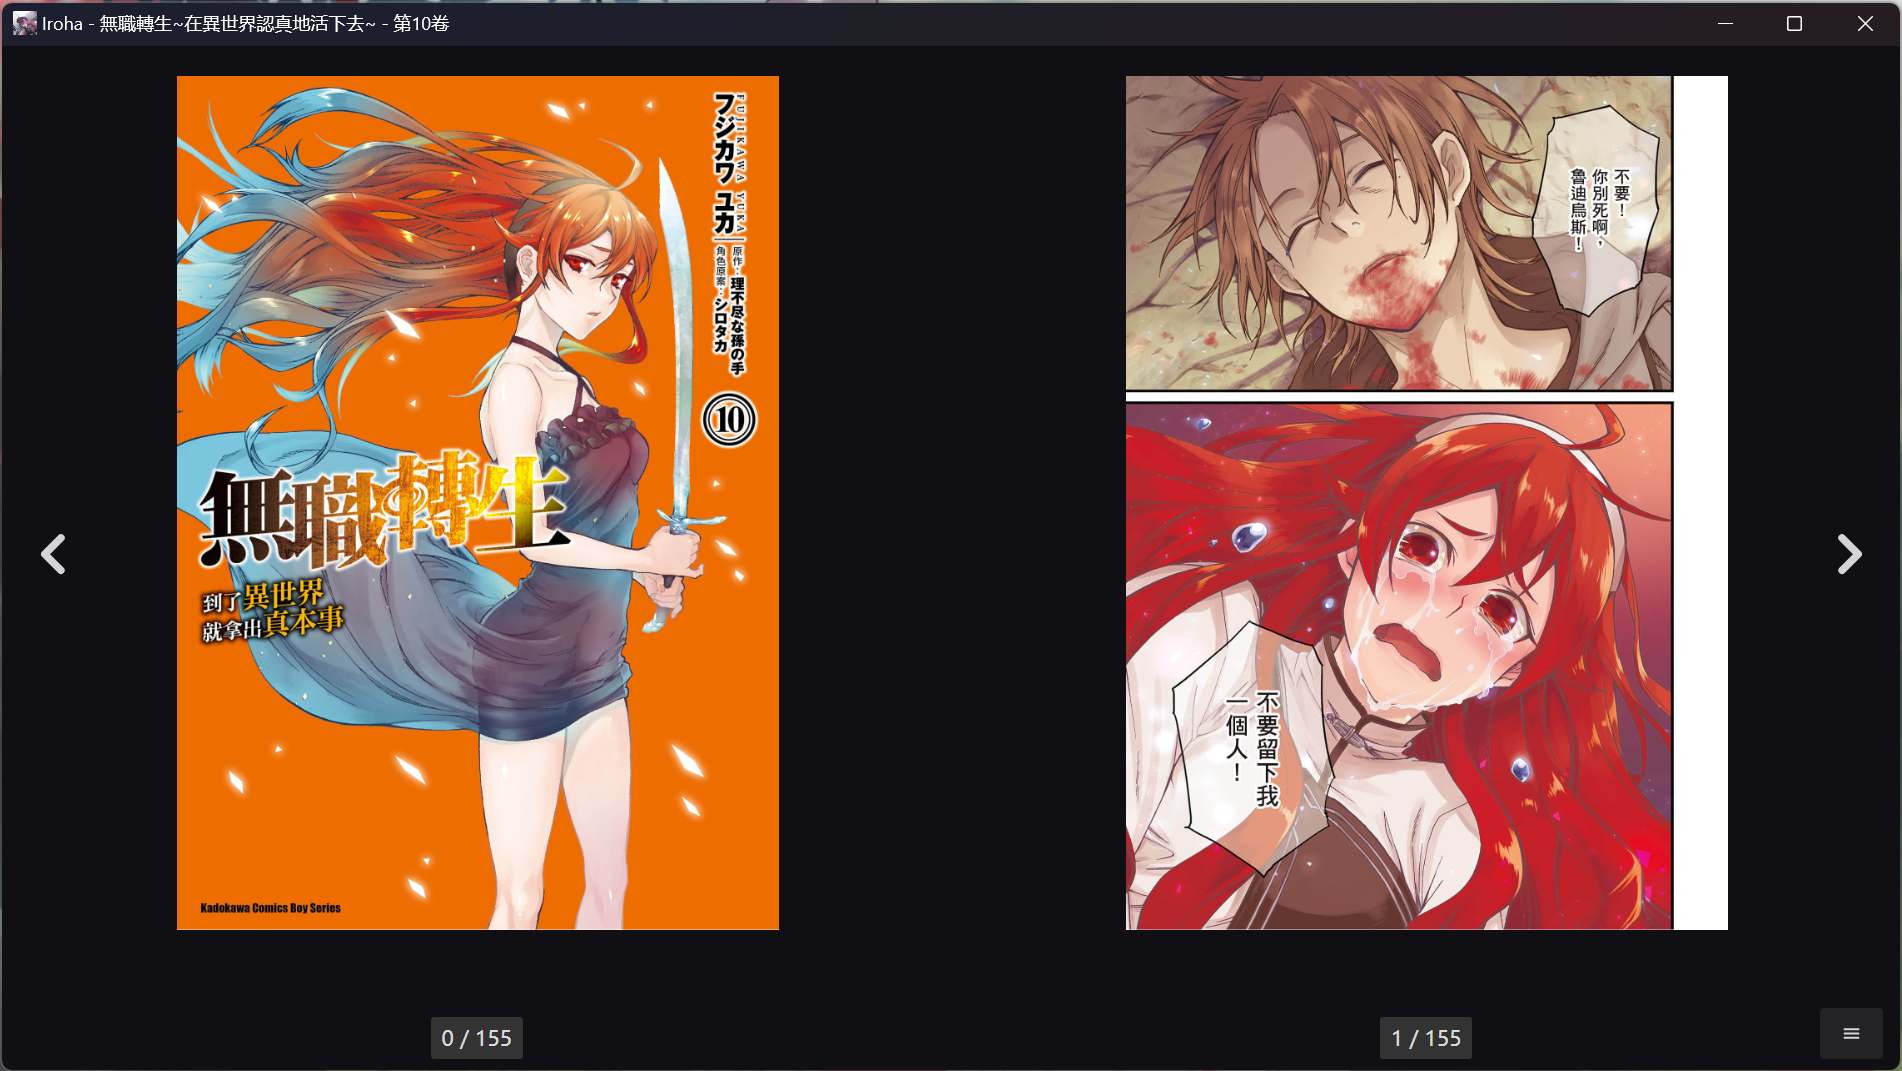 Iroha - 無職轉生~在異世界認真地活下去~ - 第10卷
フジカワ ユカ
FUJIKAWA YUKA
原作：理不尽な孫の手
角色原案：シロタカ
10
無職轉生
到了異世界
就拿出真本事
Kadokawa Comics Boy Series
不要！
你別死啊，
魯迪烏斯！
不要留下我
一個人！
0 / 155
1 / 155